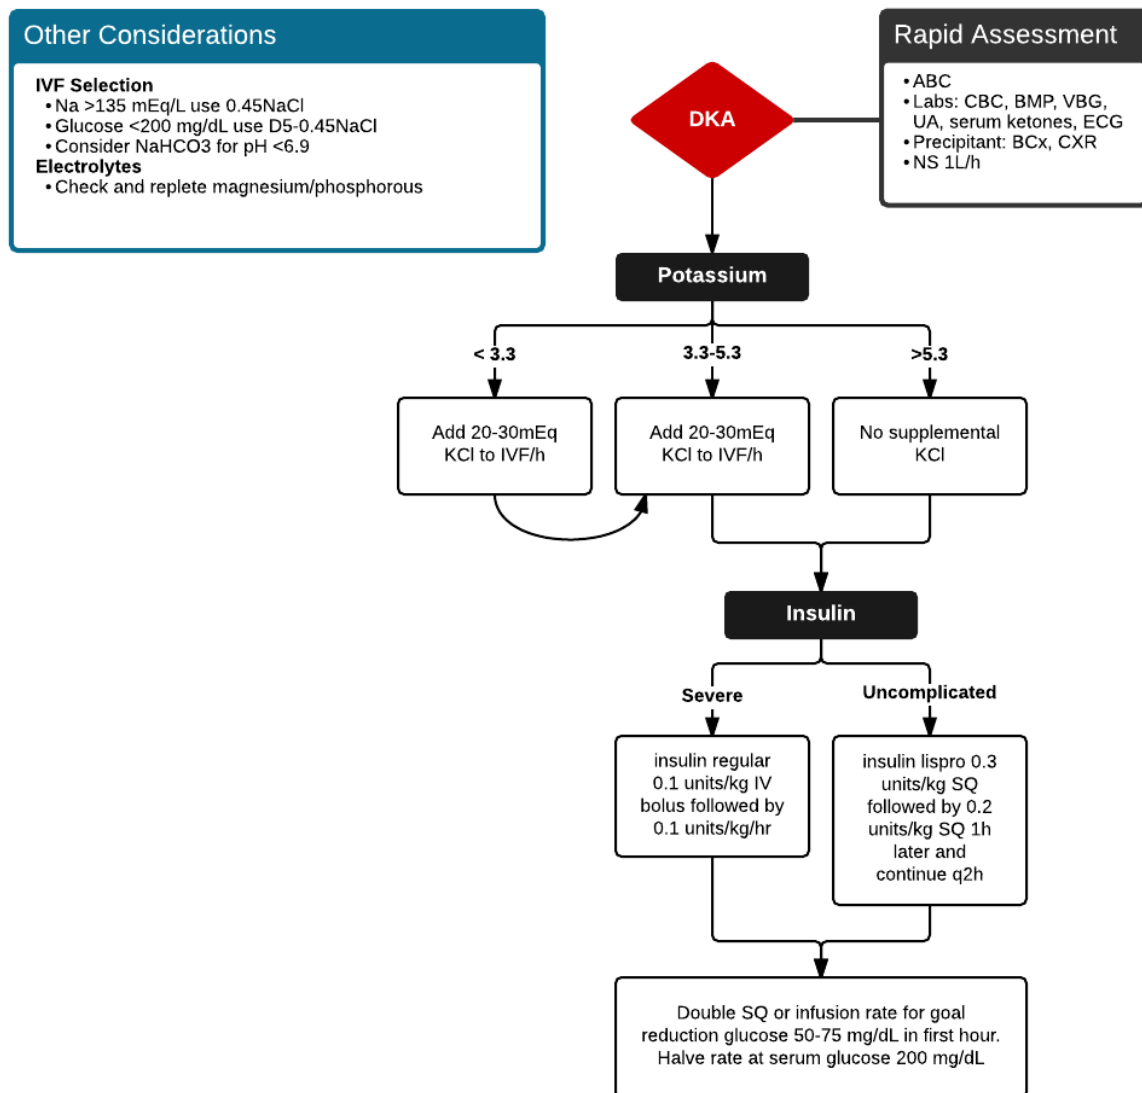 Other Considerations
IVF Selection
• Na >135 mEq/L use 0.45NaCl
• Glucose <200 mg/dL use D5-0.45NaCl
• Consider NaHCO3 for pH <6.9
Electrolytes
• Check and replete magnesium/phosphorous
Rapid Assessment
• ABC
• Labs: CBC, BMP, VBG,
UA, serum ketones, ECG
• Precipitant: BCx, CXR
• NS 1L/h
DKA
Potassium
< 3.3
3.3-5.3
>5.3
Add 20-30mEq
KCl to IVF/h
Add 20-30mEq
KCl to IVF/h
No supplemental
KCl
Insulin
Severe
Uncomplicated
insulin regular
0.1 units/kg IV
bolus followed by
0.1 units/kg/hr
insulin lispro 0.3
units/kg SQ
followed by 0.2
units/kg SQ 1h
later and
continue q2h
Double SQ or infusion rate for goal
reduction glucose 50-75 mg/dL in first hour.
Halve rate at serum glucose 200 mg/dL